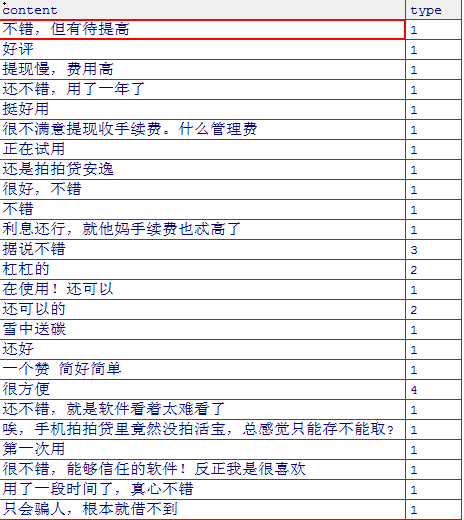 content type
不错，但有待提高 1
好评 1
提现慢，费用高 1
还不错，用了一年了 1
挺好用 1
很不满意提现收手续费。什么管理费 1
正在试用 1
还是拍拍贷安逸 1
很好，不错 1
不错 1
利息还行，就他妈手续费也忒高了 1
据说不错 3
杠杠的 2
在使用！还可以 1
还可以的 2
雪中送碳 1
还好 1
一个赞 简好简单 1
很方便 4
还不错，就是软件看着太难看了 1
唉，手机拍拍贷里竟然没拍活宝，总感觉只能存不能取？ 1
第一次用 1
很不错，能够信任的软件！反正我是很喜欢 1
用了一段时间了，真心不错 1
只会骗人，根本就借不到 1